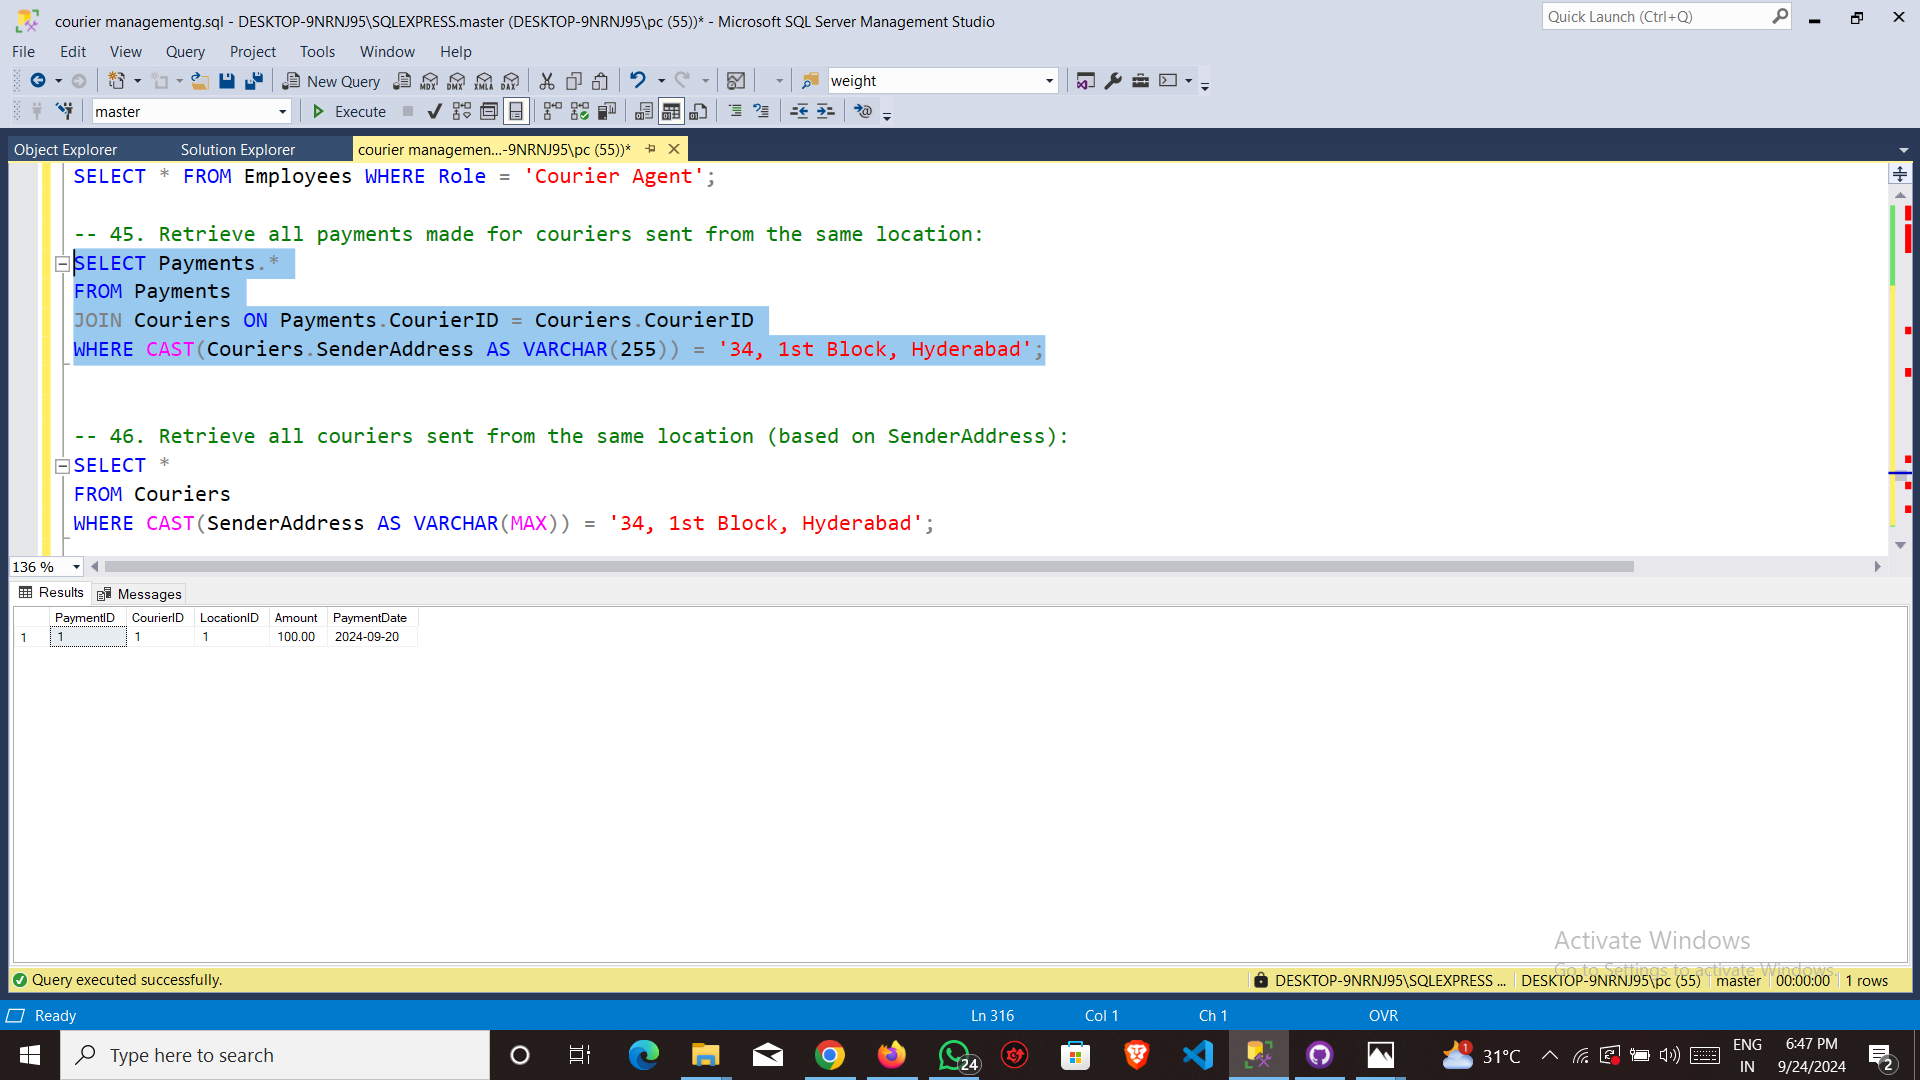 courier managementg.sql - DESKTOP-9NRNJ95\SQLEXPRESS.master (DESKTOP-9NRNJ95\pc (55))* - Microsoft SQL Server Management Studio
Quick Launch (Ctrl+Q)
File Edit View Query Project Tools Window Help
New Query MDX DMX XMLA DAX weight
master Execute
Object Explorer Solution Explorer courier managemen...-9NRNJ95\pc (55))*
SELECT * FROM Employees WHERE Role = 'Courier Agent';
-- 45. Retrieve all payments made for couriers sent from the same location:
SELECT Payments.*
FROM Payments
JOIN Couriers ON Payments.CourierID = Couriers.CourierID
WHERE CAST(Couriers.SenderAddress AS VARCHAR(255)) = '34, 1st Block, Hyderabad';
-- 46. Retrieve all couriers sent from the same location (based on SenderAddress):
SELECT *
FROM Couriers
WHERE CAST(SenderAddress AS VARCHAR(MAX)) = '34, 1st Block, Hyderabad';
136 %
Results Messages
PaymentID CourierID LocationID Amount PaymentDate
1 1 1 1 100.00 2024-09-20
Activate Windows
Go to Settings to activate Windows.
Query executed successfully. DESKTOP-9NRNJ95\SQLEXPRESS ... DESKTOP-9NRNJ95\pc (55) master 00:00:00 1 rows
Ready Ln 316 Col 1 Ch 1 OVR
Type here to search 24 1 31°C ENG IN 6:47 PM 9/24/2024 2